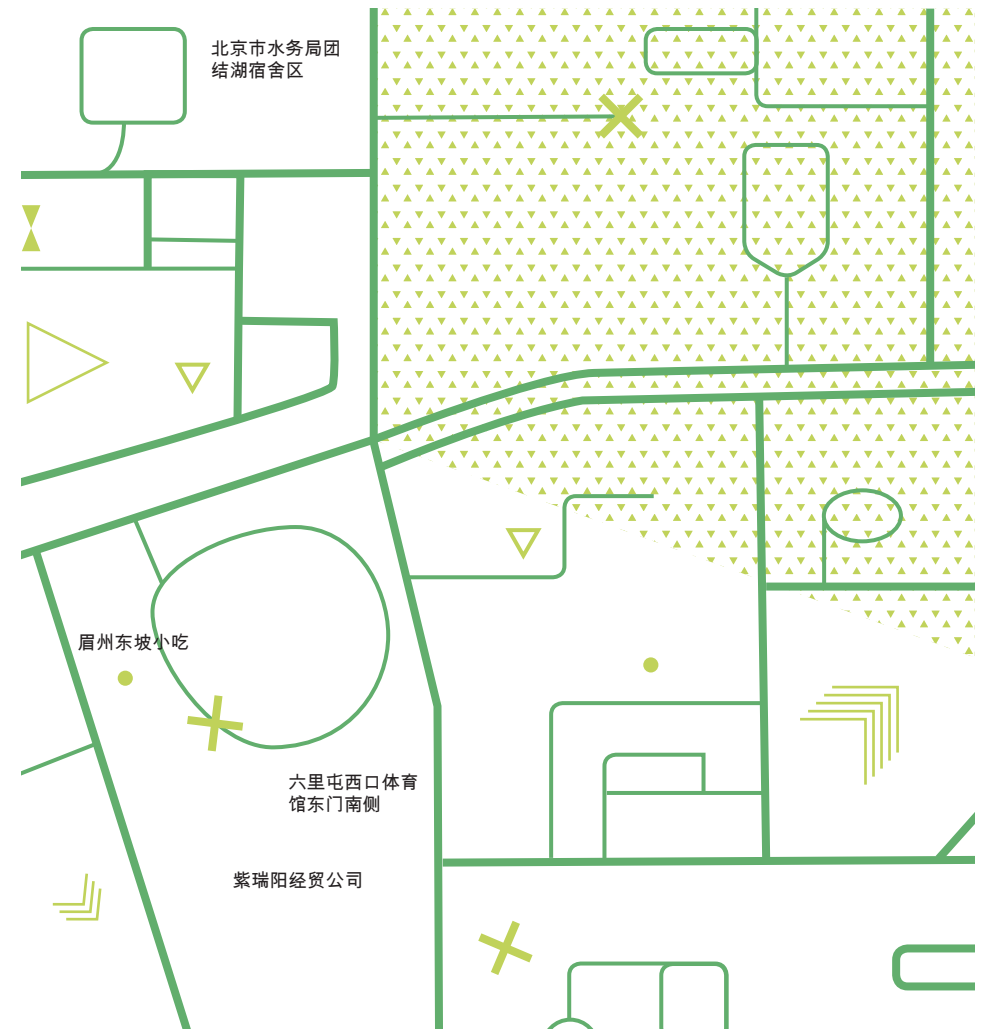 北京市水务局团
结湖宿舍区
眉州东坡小吃
六里屯西口体育
馆东门南侧
紫瑞阳经贸公司